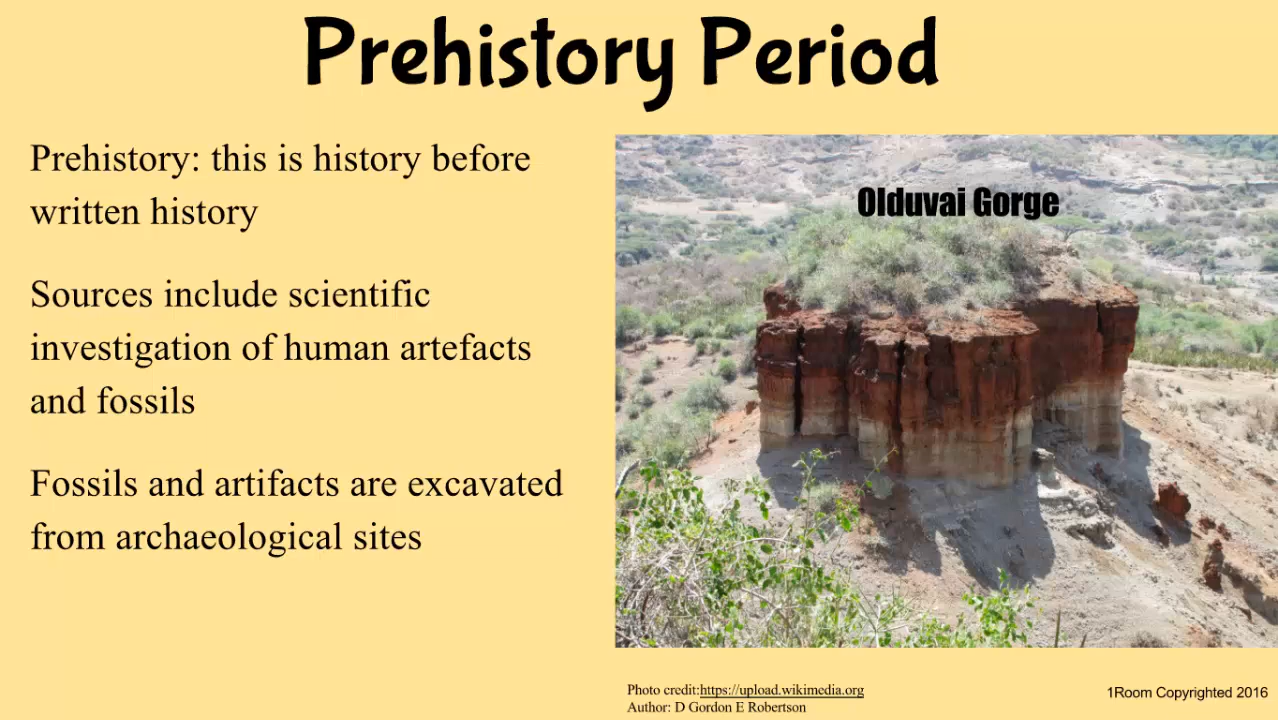 Prehistory Period
Prehistory: this is history before
written history
Sources include scientific
investigation of human artefacts
and fossils
Fossils and artifacts are excavated
from archaeological sites
Olduvai Gorge
Photo credit:https://upload.wikimedia.org
Author: D Gordon E Robertson
1Room Copyrighted 2016